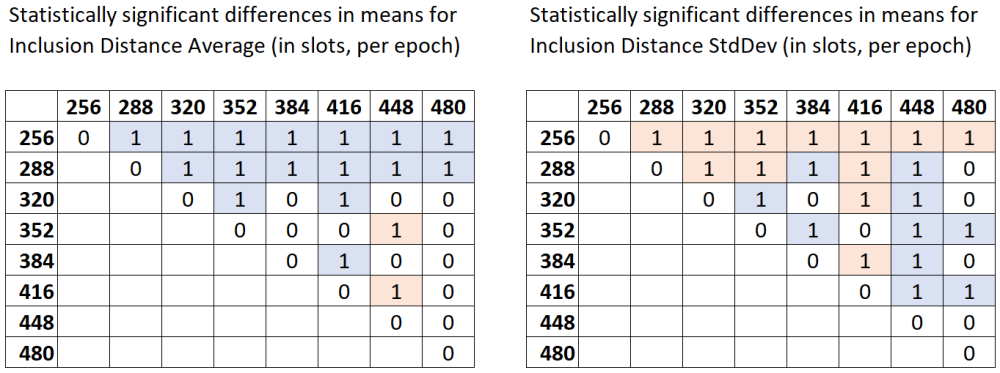 Statistically significant differences in means for
Inclusion Distance Average (in slots, per epoch)
256 288 320 352 384 416 448 480
256 0 1 1 1 1 1 1 1
288 0 1 1 1 1 1 1
320 0 1 0 1 0 0
352 0 0 0 1 0
384 0 1 0 0
416 0 1 0
448 0 0
480 0
Statistically significant differences in means for
Inclusion Distance StdDev (in slots, per epoch)
256 288 320 352 384 416 448 480
256 0 1 1 1 1 1 1 1
288 0 1 1 1 1 1 0
320 0 1 0 1 1 0
352 0 1 0 1 1
384 0 1 1 0
416 0 1 1
448 0 0
480 0